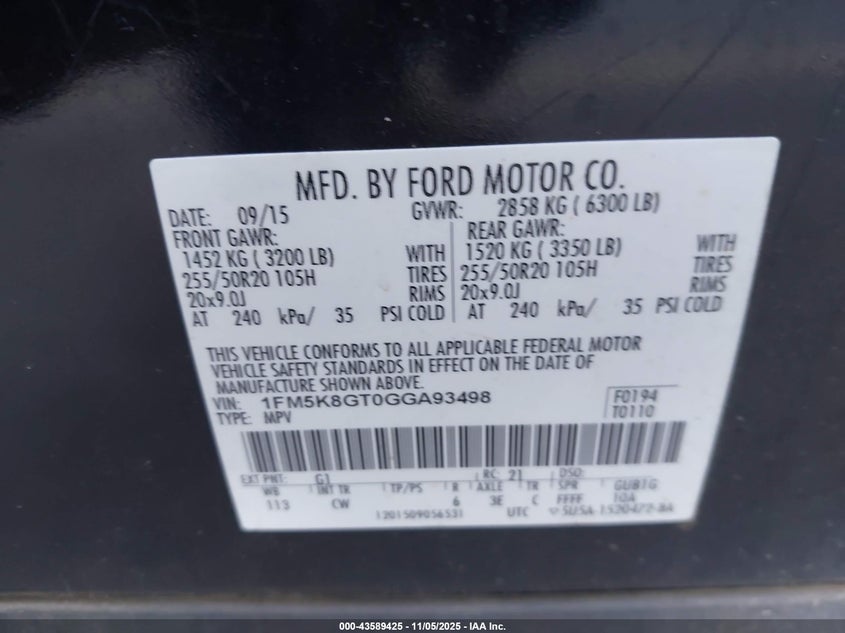 MFD. BY FORD MOTOR CO.
DATE: 09/15 GVWR: 2858 KG ( 6300 LB)
FRONT GAWR: REAR GAWR:
1452 KG ( 3200 LB) WITH 1520 KG ( 3350 LB) WITH
255/50R20 105H TIRES 255/50R20 105H TIRES
20x9.0J RIMS 20x9.0J RIMS
AT 240 kPa/ 35 PSI COLD AT 240 kPa/ 35 PSI COLD
THIS VEHICLE CONFORMS TO ALL APPLICABLE FEDERAL MOTOR
VEHICLE SAFETY STANDARDS IN EFFECT ON THE DATE OF
MANUFACTURE SHOWN ABOVE.
VIN: 1FM5K8GT0GGA93498 F0194
TYPE: MPV T0110
EXT PNT: G1 RC: 21 DSO:
WB INT TR TP/PS R AXLE TR SPR GUB1G
113 CW 6 3E C FFFF 10A
1201509056531 UTC
000-43589425 - 11/05/2025 - IAA Inc.